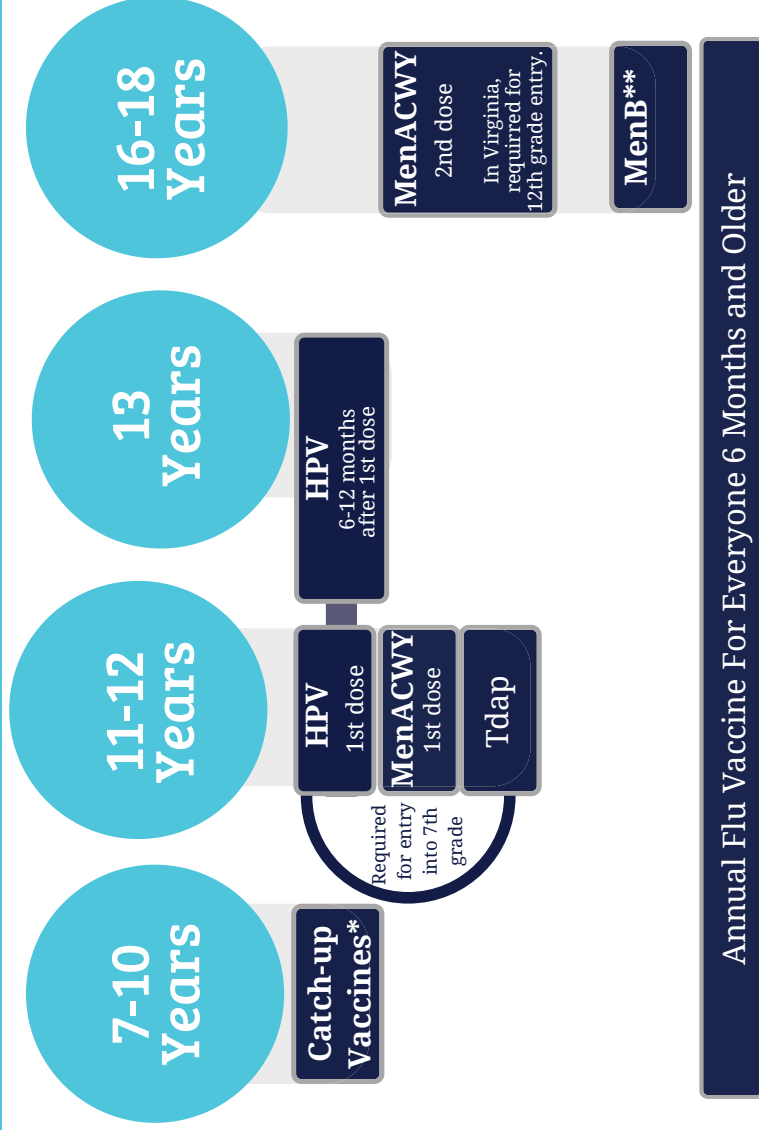 7-10
Years
Catch-up
Vaccines*
11-12
Years
HPV
1st dose
MenACWY
1st dose
Tdap
Required
for entry
into 7th
grade
13
Years
HPV
6-12 months
after 1st dose
16-18
Years
MenACWY
2nd dose
In Virginia,
requirred for
12th grade entry.
MenB**
Annual Flu Vaccine For Everyone 6 Months and Older